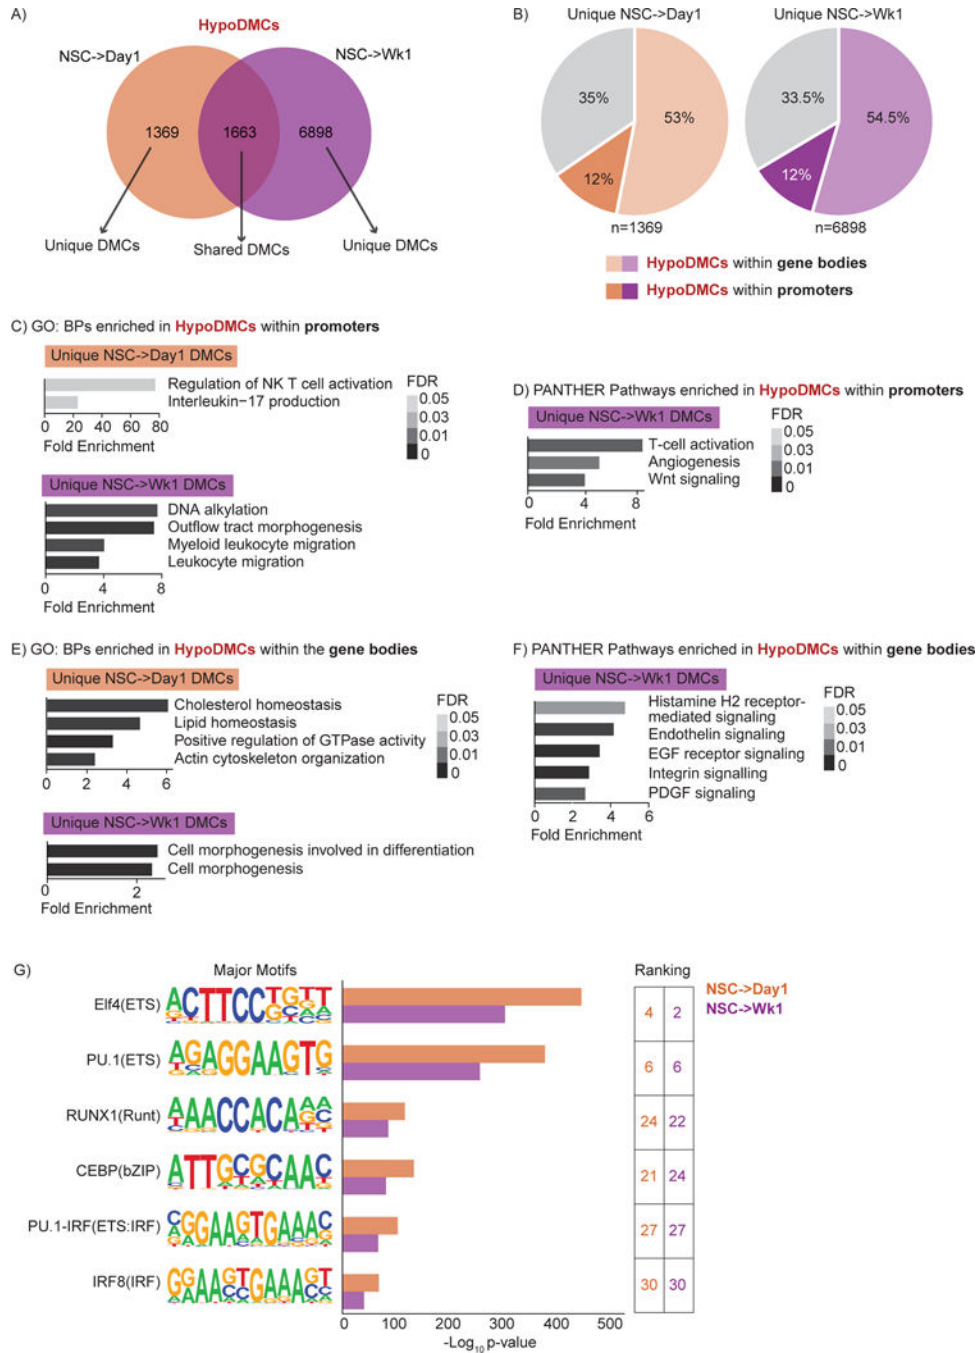 A)
HypoDMCs
NSC->Day1
NSC->Wk1
1369
1663
6898
Unique DMCs
Shared DMCs
Unique DMCs
B)
Unique NSC->Day1
Unique NSC->Wk1
35%
53%
12%
33.5%
54.5%
12%
n=1369
n=6898
HypoDMCs within gene bodies
HypoDMCs within promoters
C) GO: BPs enriched in HypoDMCs within promoters
Unique NSC->Day1 DMCs
Regulation of NK T cell activation
Interleukin-17 production
0 20 40 60 80
Fold Enrichment
FDR
0.05
0.03
0.01
0
Unique NSC->Wk1 DMCs
DNA alkylation
Outflow tract morphogenesis
Myeloid leukocyte migration
Leukocyte migration
0 4 8
Fold Enrichment
D) PANTHER Pathways enriched in HypoDMCs within promoters
Unique NSC->Wk1 DMCs
T-cell activation
Angiogenesis
Wnt signaling
0 4 8
Fold Enrichment
FDR
0.05
0.03
0.01
0
E) GO: BPs enriched in HypoDMCs within the gene bodies
Unique NSC->Day1 DMCs
Cholesterol homeostasis
Lipid homeostasis
Positive regulation of GTPase activity
Actin cytoskeleton organization
0 2 4 6
Fold Enrichment
FDR
0.05
0.03
0.01
0
Unique NSC->Wk1 DMCs
Cell morphogenesis involved in differentiation
Cell morphogenesis
0 2
Fold Enrichment
F) PANTHER Pathways enriched in HypoDMCs within gene bodies
Unique NSC->Wk1 DMCs
Histamine H2 receptor-
mediated signaling
Endothelin signaling
EGF receptor signaling
Integrin signalling
PDGF signaling
0 2 4 6
Fold Enrichment
FDR
0.05
0.03
0.01
0
G)
Major Motifs
Ranking
NSC->Day1
NSC->Wk1
Elf4(ETS)
ACTTCCTGTT
4 2
PU.1(ETS)
AGAGGAAGTG
6 6
RUNX1(Runt)
AAACCACAAA
24 22
CEBP(bZIP)
ATTGCGCAAC
21 24
PU.1-IRF(ETS:IRF)
CGGAAGTGAAAC
27 27
IRF8(IRF)
GGAAGTGAAAGT
30 30
0 100 200 300 400 500
-Log10 p-value